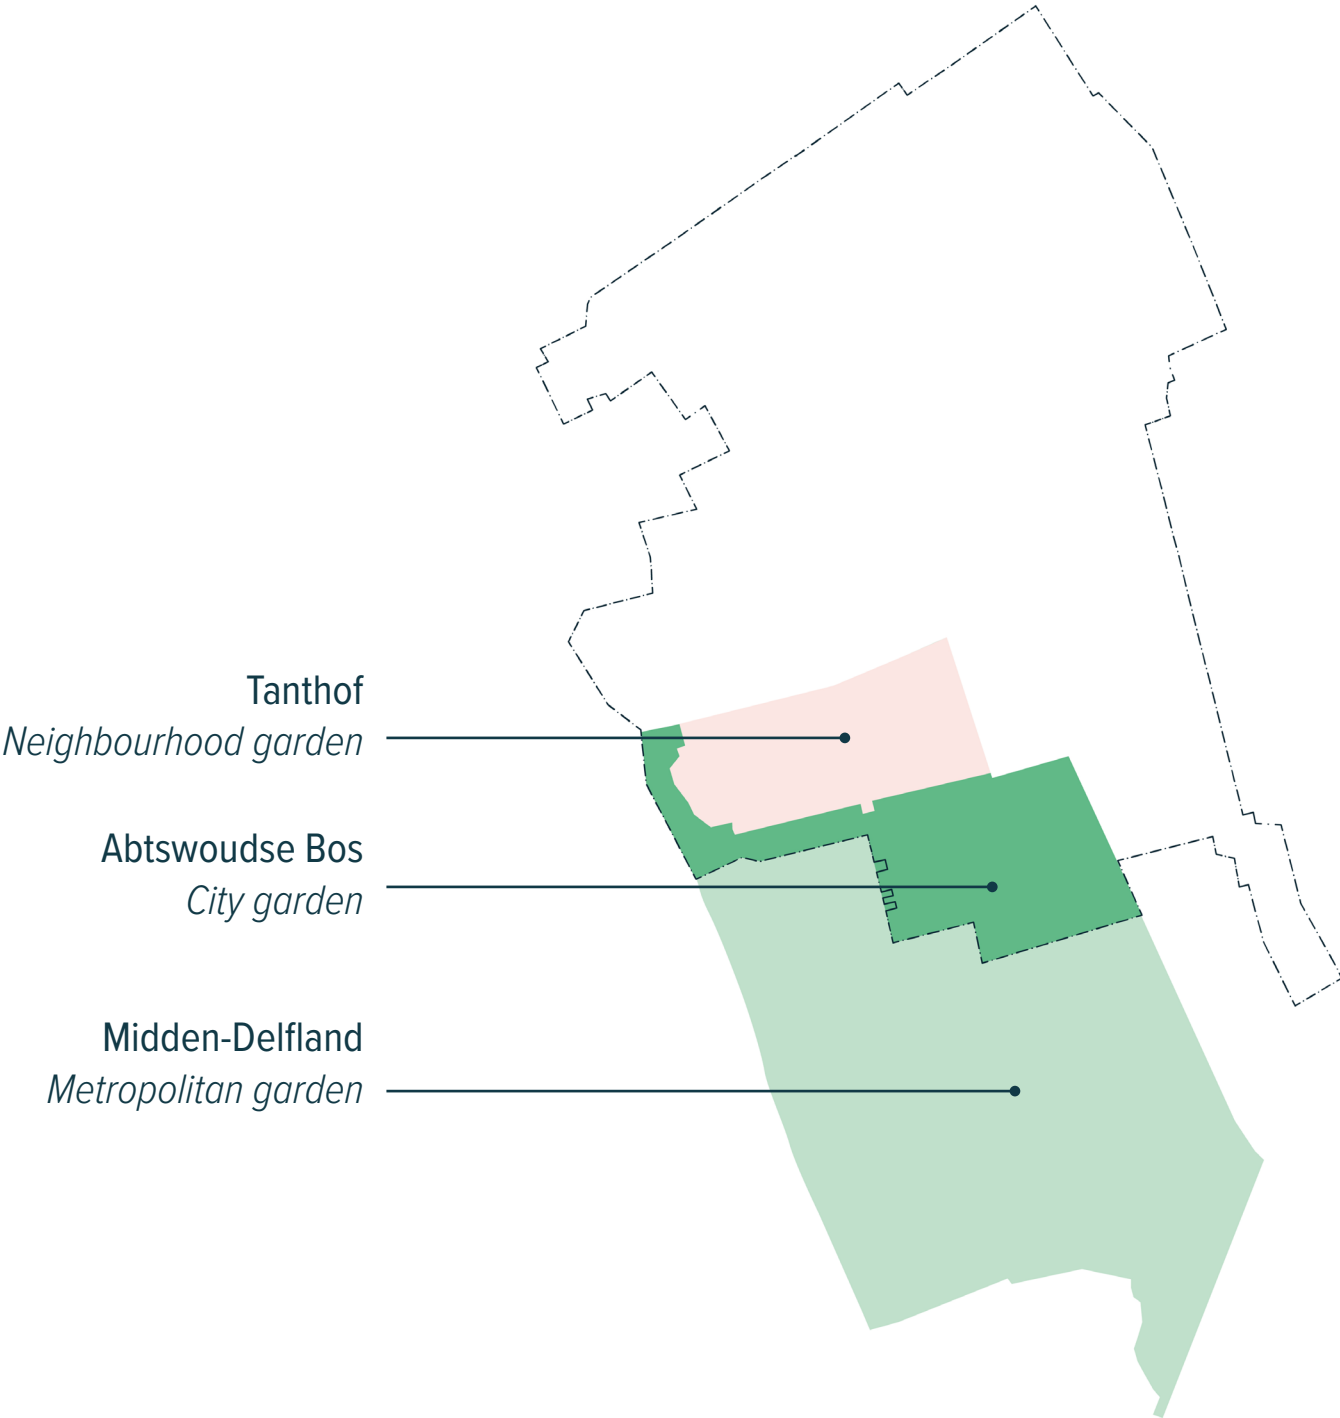 Tanthof
Neighbourhood garden
Abtswoudse Bos
City garden
Midden-Delfland
Metropolitan garden